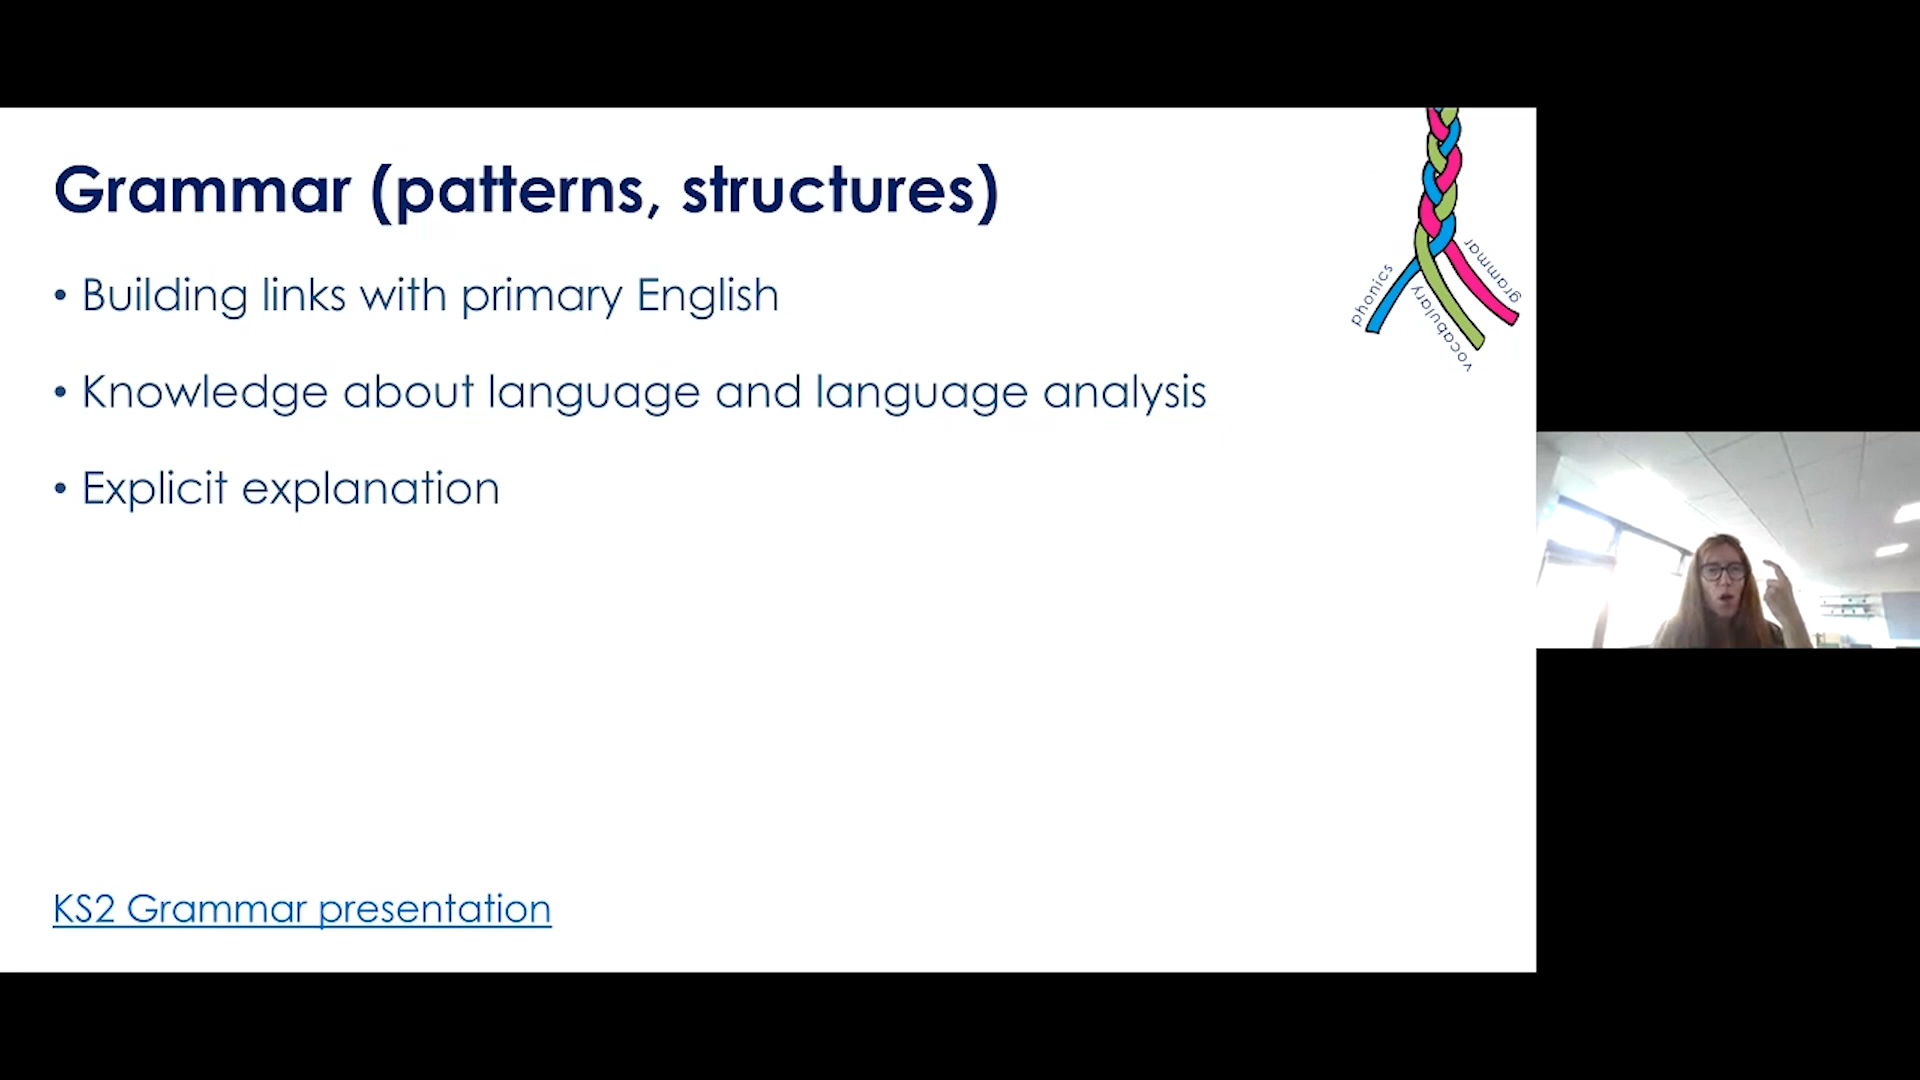 Grammar (patterns, structures)
• Building links with primary English
• Knowledge about language and language analysis
• Explicit explanation
phonics
vocabulary
grammar
KS2 Grammar presentation